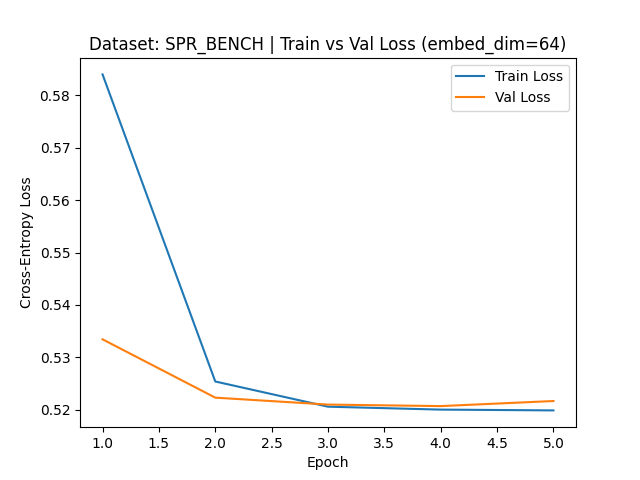 Dataset: SPR_BENCH | Train vs Val Loss (embed_dim=64)
Train Loss
Val Loss
Cross-Entropy Loss
0.58
0.57
0.56
0.55
0.54
0.53
0.52
1.0 1.5 2.0 2.5 3.0 3.5 4.0 4.5 5.0
Epoch